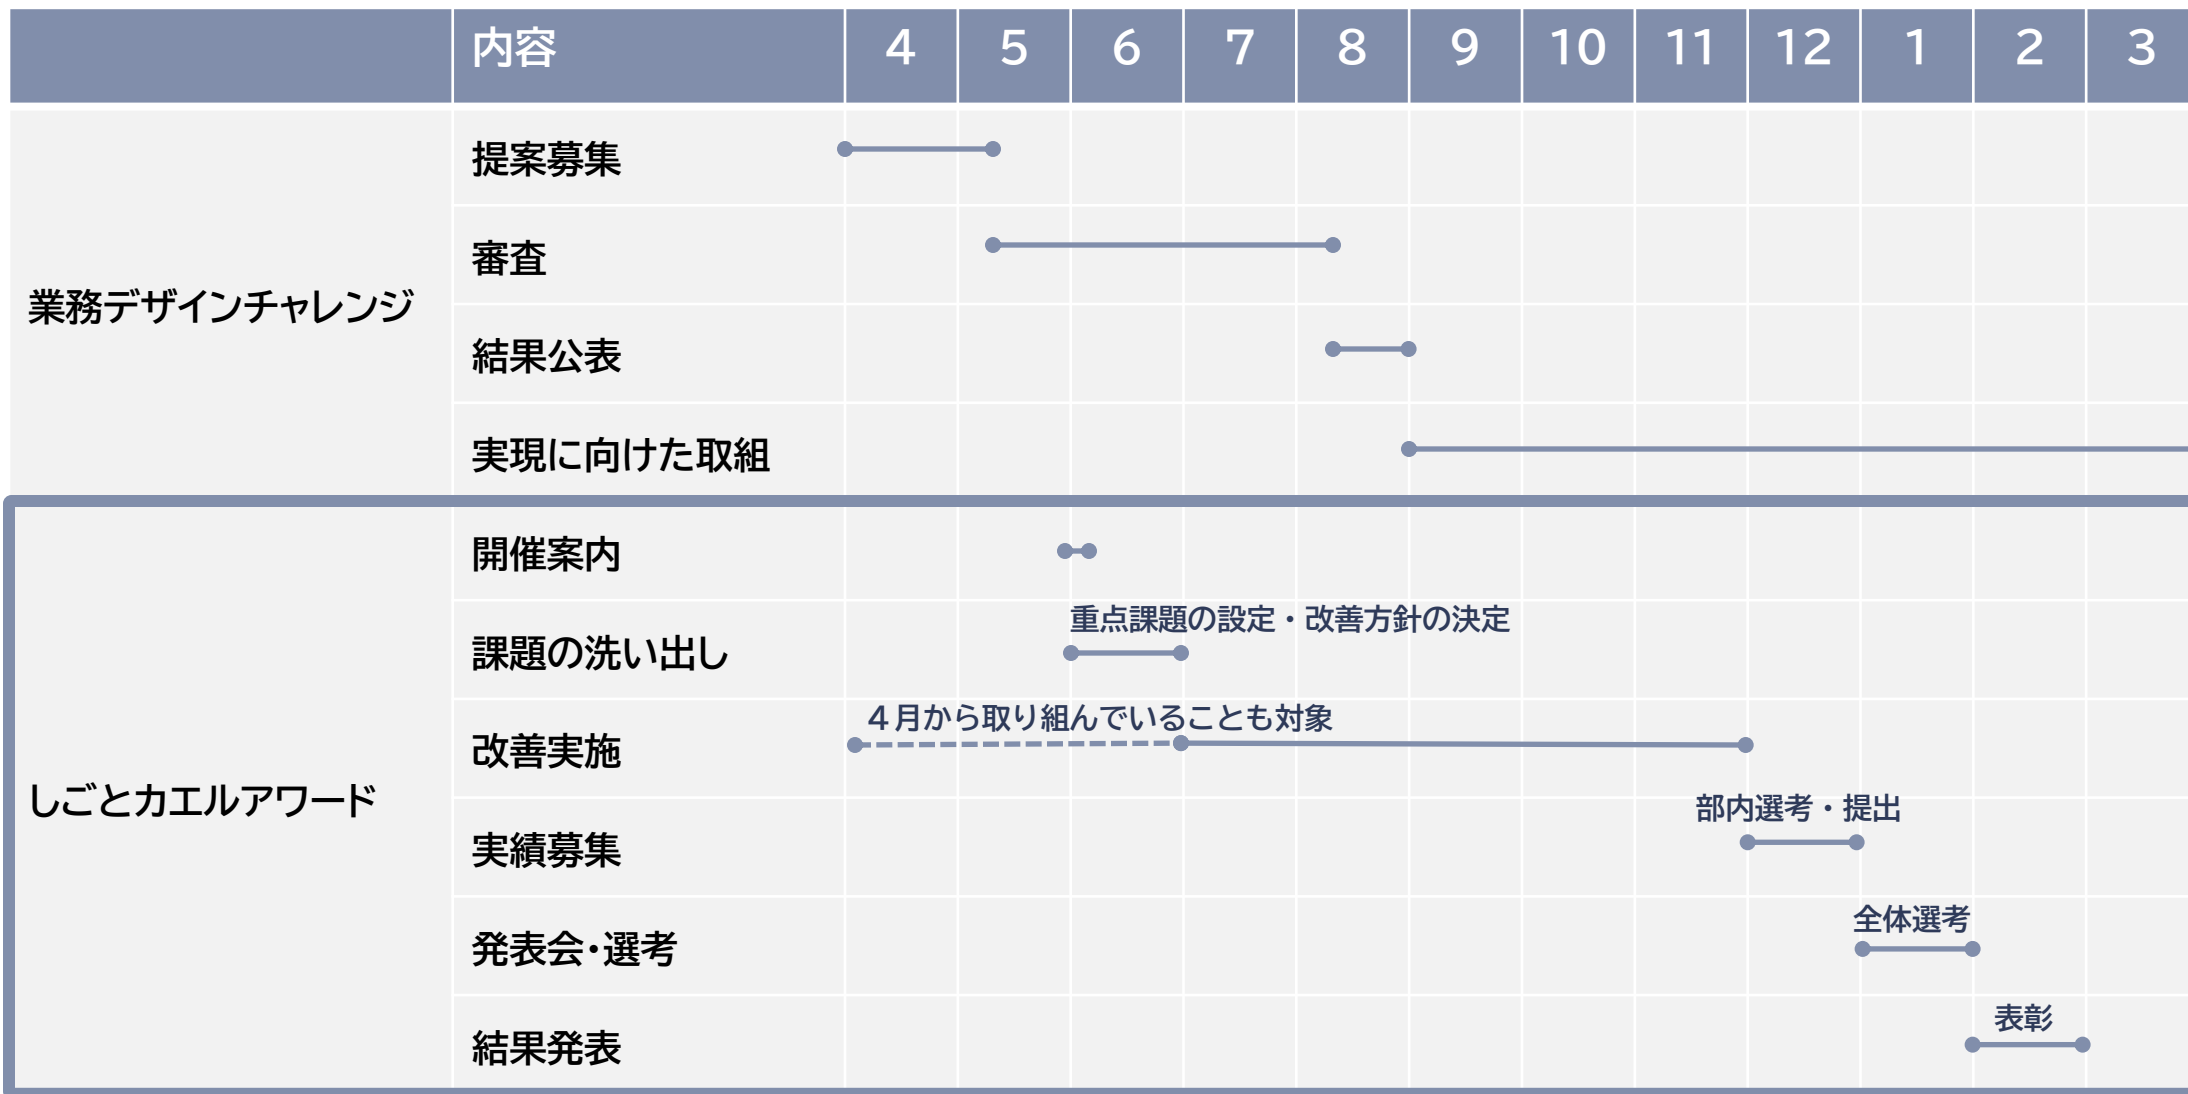 内容 4 5 6 7 8 9 10 11 12 1 2 3
業務デザインチャレンジ
提案募集
審査
結果公表
実現に向けた取組
しごとカエルアワード
開催案内
重点課題の設定・改善方針の決定
課題の洗い出し
４月から取り組んでいることも対象
改善実施
部内選考・提出
実績募集
全体選考
発表会・選考
表彰
結果発表